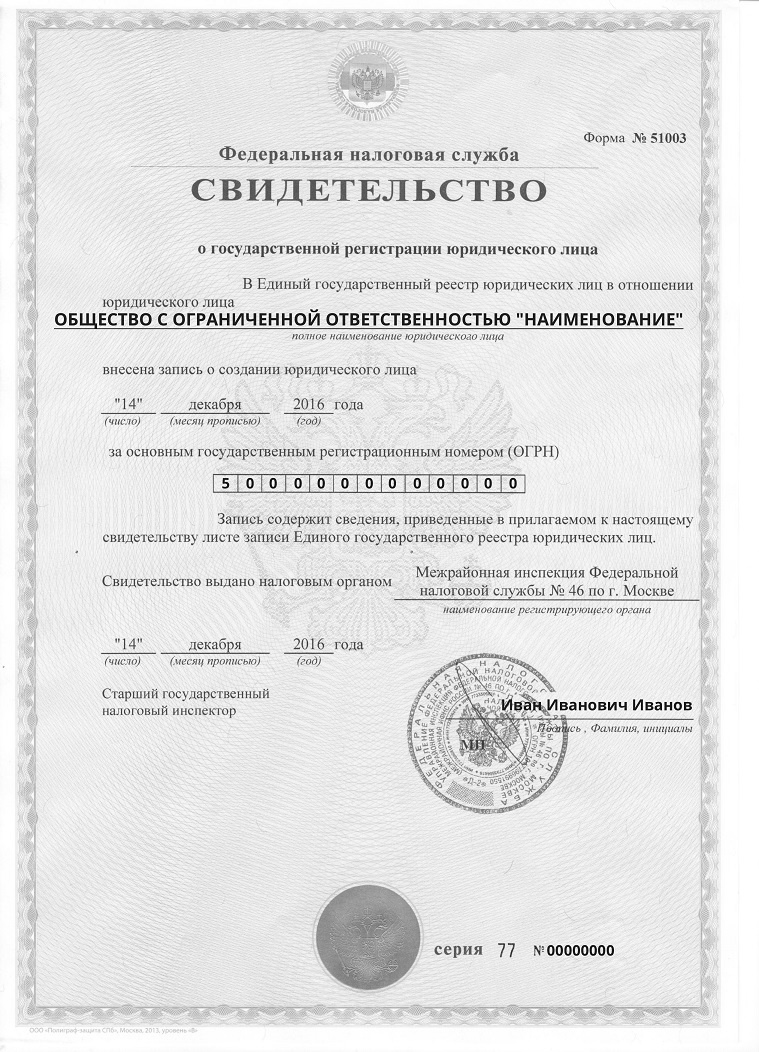 Форма № 51003
Федеральная налоговая служба
СВИДЕТЕЛЬСТВО
о государственной регистрации юридического лица
В Единый государственный реестр юридических лиц в отношении
юридического лица
ОБЩЕСТВО С ОГРАНИЧЕННОЙ ОТВЕТСТВЕННОСТЬЮ "НАИМЕНОВАНИЕ"
полное наименование юридического лица
внесена запись о создании юридического лица
"14" декабря 2016 года
(число) (месяц прописью) (год)
за основным государственным регистрационным номером (ОГРН)
5 0 0 0 0 0 0 0 0 0 0 0 0
Запись содержит сведения, приведенные в прилагаемом к настоящему
свидетельству листе записи Единого государственного реестра юридических лиц.
Свидетельство выдано налоговым органом
Межрайонная инспекция Федеральной
налоговой службы № 46 по г. Москве
наименование регистрирующего органа
"14" декабря 2016 года
(число) (месяц прописью) (год)
Старший государственный
налоговый инспектор
Иван Иванович Иванов
Подпись , Фамилия, инициалы
МП
серия 77 № 00000000
ООО «Полиграф-защита СПб», Москва, 2013, уровень «В»